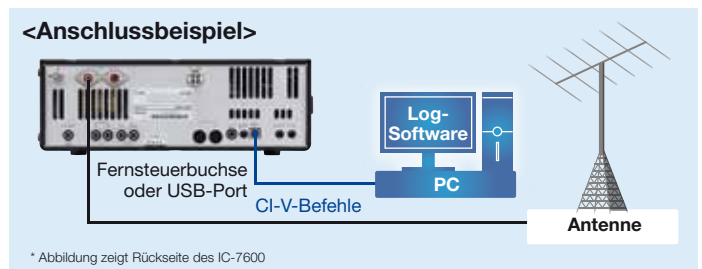 <Anschlussbeispiel>
Log-
Software
PC
Fernsteuerbuchse
oder USB-Port
CI-V-Befehle
Antenne
* Abbildung zeigt Rückseite des IC-7600